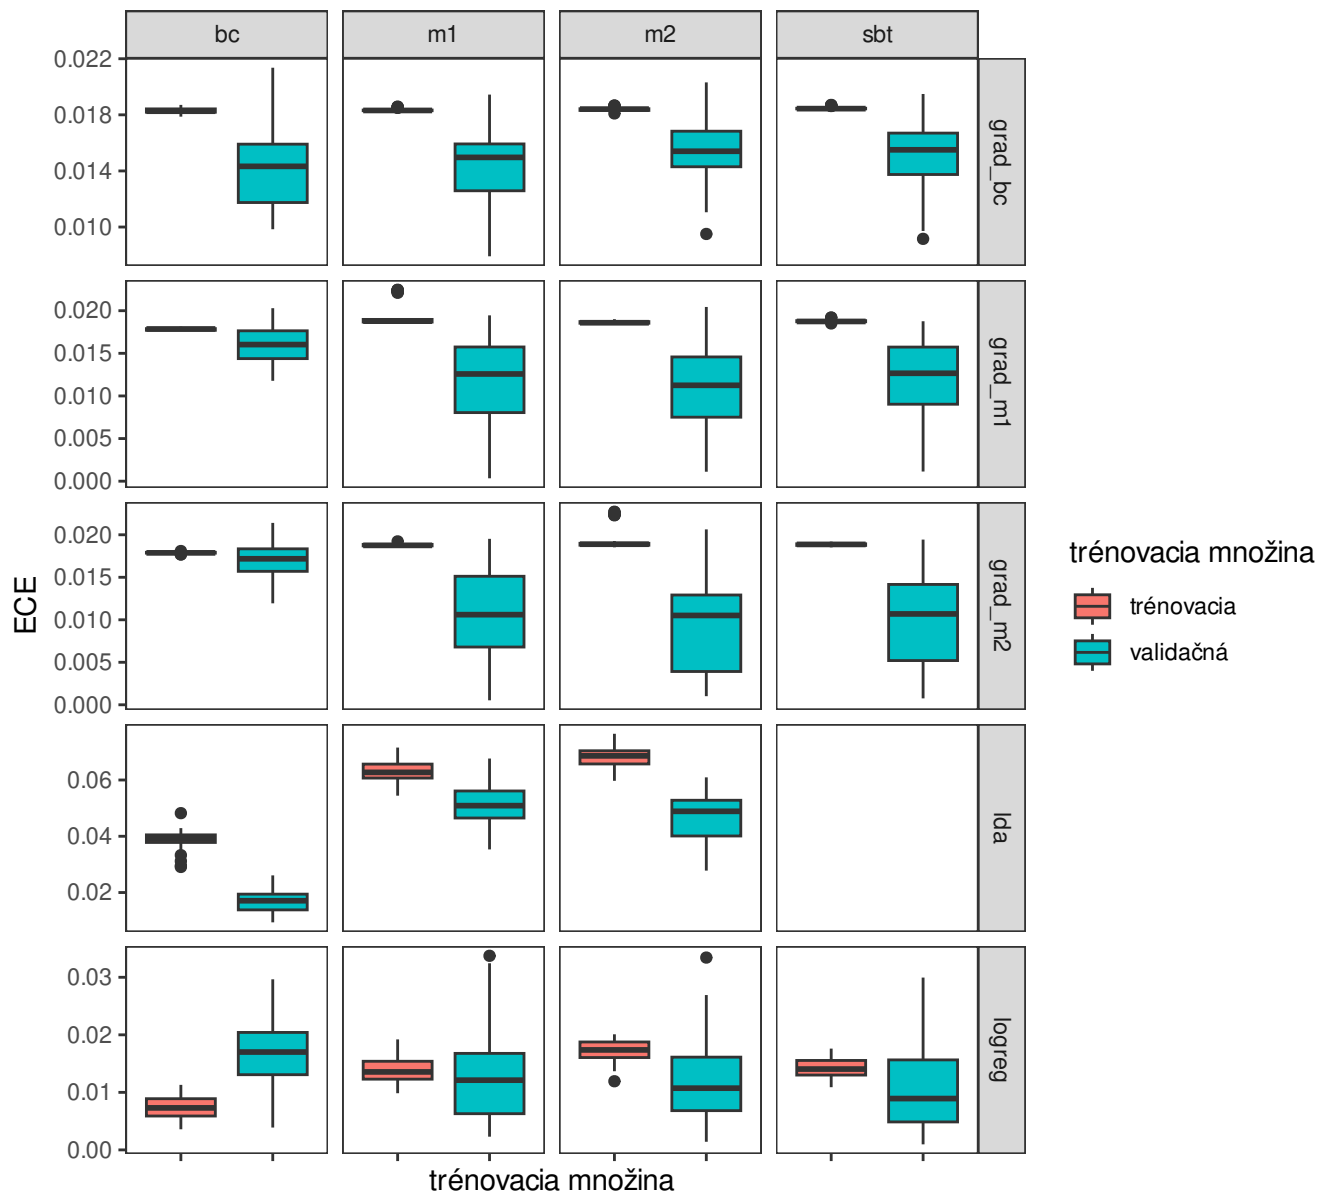 bc m1 m2 sbt
0.022
0.018
0.014
0.010
grad_bc
0.020
0.015
0.010
0.005
0.000
grad_m1
0.020
0.015
0.010
0.005
0.000
grad_m2
0.06
0.04
0.02
lda
0.03
0.02
0.01
0.00
logreg
ECE
trénovacia množina
trénovacia množina
trénovacia
validačná